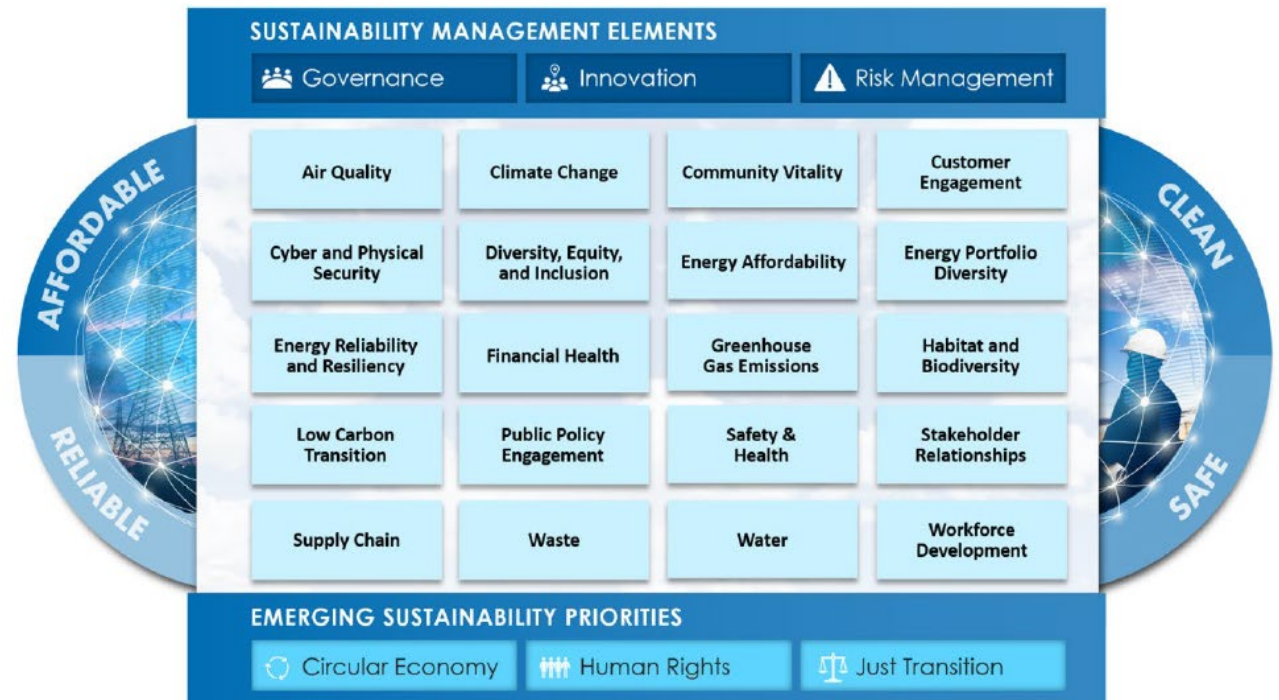 SUSTAINABILITY MANAGEMENT ELEMENTS
Governance
Innovation
Risk Management
AFFORDABLE
RELIABLE
Air Quality
Climate Change
Community Vitality
Customer
Engagement
Cyber and Physical
Security
Diversity, Equity,
and Inclusion
Energy Affordability
Energy Portfolio
Diversity
Energy Reliability
and Resiliency
Financial Health
Greenhouse
Gas Emissions
Habitat and
Biodiversity
Low Carbon
Transition
Public Policy
Engagement
Safety &
Health
Stakeholder
Relationships
Supply Chain
Waste
Water
Workforce
Development
CLEAN
SAFE
EMERGING SUSTAINABILITY PRIORITIES
Circular Economy
Human Rights
Just Transition